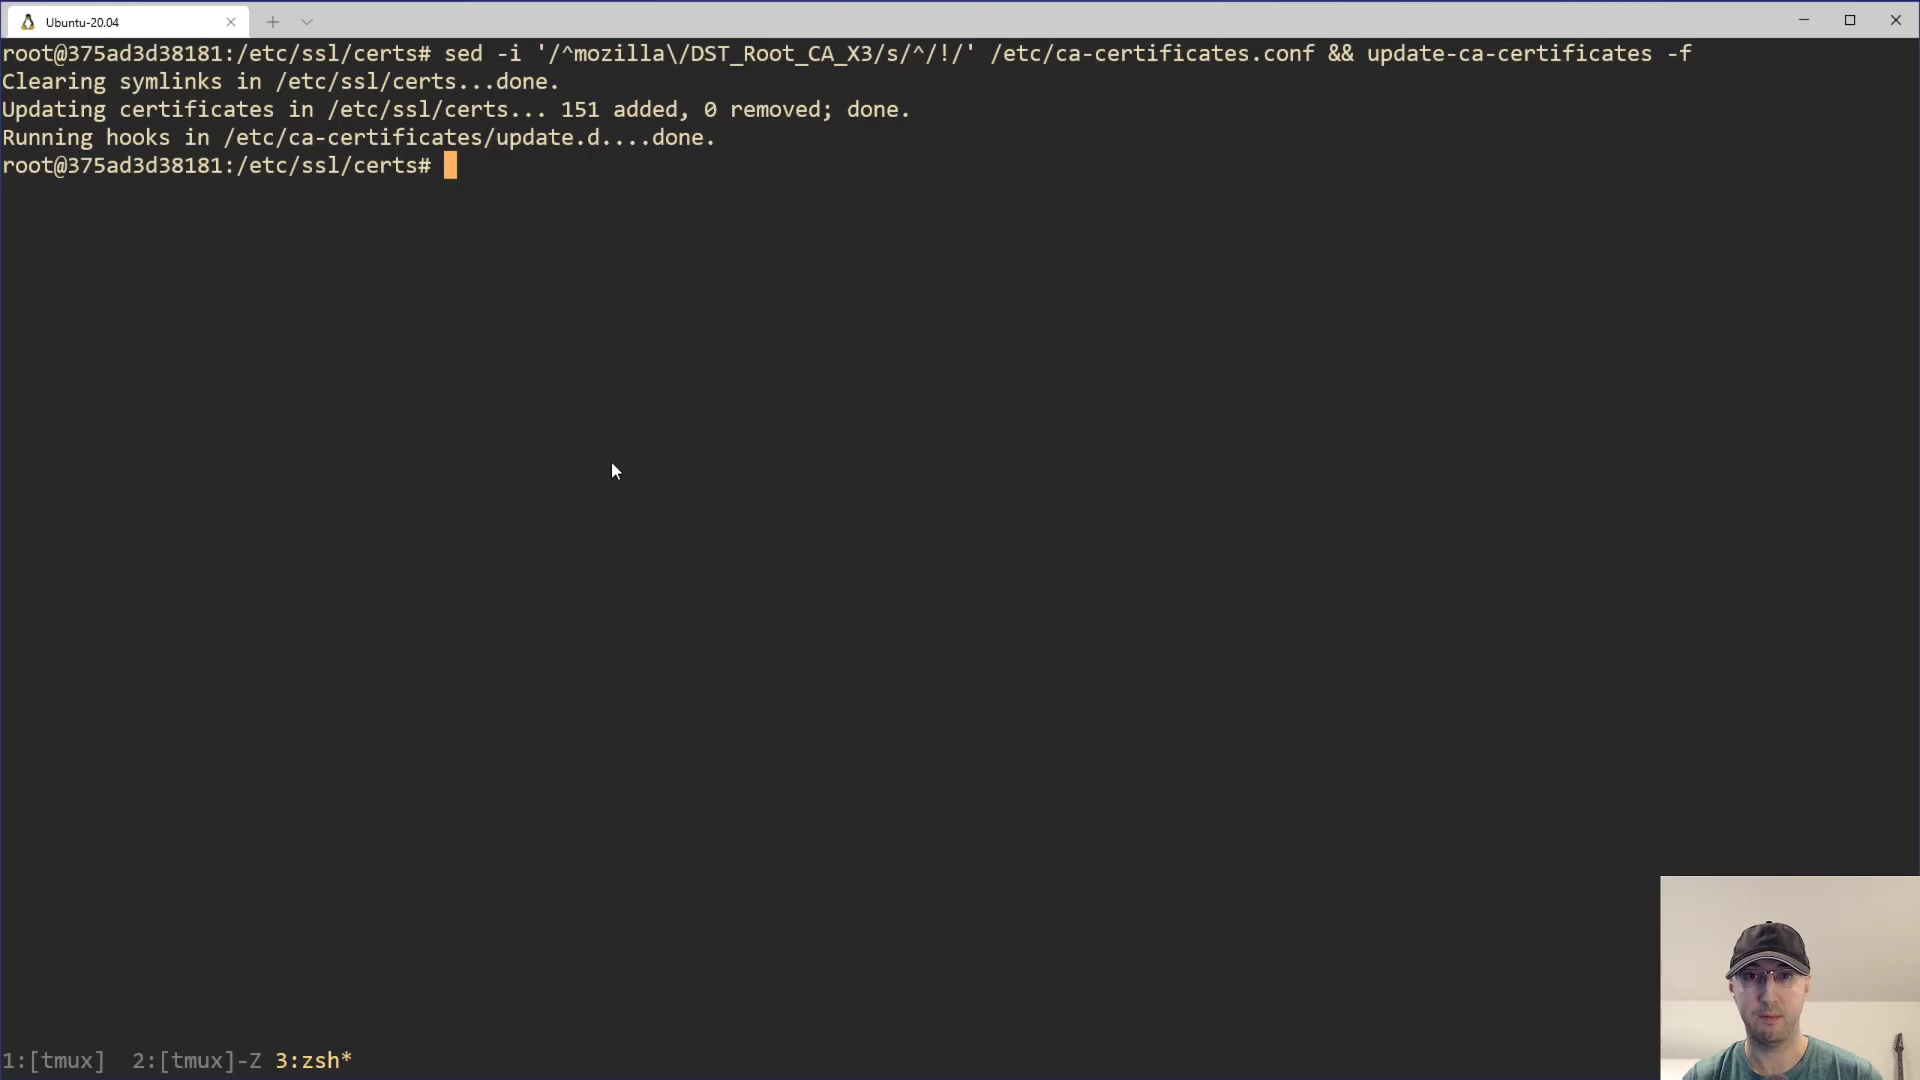 Ubuntu-20.04
root@375ad3d38181:/etc/ssl/certs# sed -i '/^mozilla\/DST_Root_CA_X3/s/^/!/' /etc/ca-certificates.conf && update-ca-certificates -f
Clearing symlinks in /etc/ssl/certs...done.
Updating certificates in /etc/ssl/certs... 151 added, 0 removed; done.
Running hooks in /etc/ca-certificates/update.d....done.
root@375ad3d38181:/etc/ssl/certs#
1:[tmux]  2:[tmux]-Z 3:zsh*